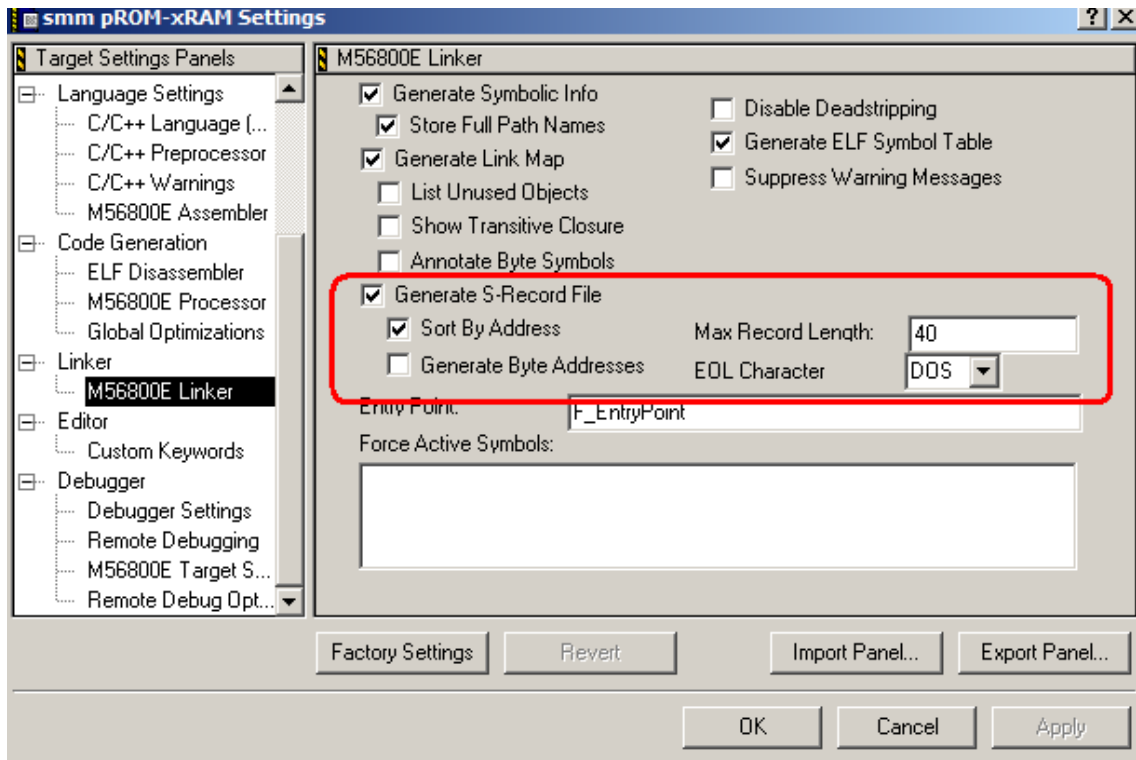 smm pROM-xRAM Settings
Target Settings Panels
Language Settings
C/C++ Language (...
C/C++ Preprocessor
C/C++ Warnings
M56800E Assembler
Code Generation
ELF Disassembler
M56800E Processor
Global Optimizations
Linker
M56800E Linker
Editor
Custom Keywords
Debugger
Debugger Settings
Remote Debugging
M56800E Target S...
Remote Debug Opt...
M56800E Linker
Generate Symbolic Info
Store Full Path Names
Generate Link Map
List Unused Objects
Show Transitive Closure
Annotate Byte Symbols
Disable Deadstripping
Generate ELF Symbol Table
Suppress Warning Messages
Generate S-Record File
Sort By Address
Max Record Length: 40
Generate Byte Addresses
EOL Character DOS
Entry Point: F_EntryPoint
Force Active Symbols:
Factory Settings
Revert
Import Panel...
Export Panel...
OK
Cancel
Apply